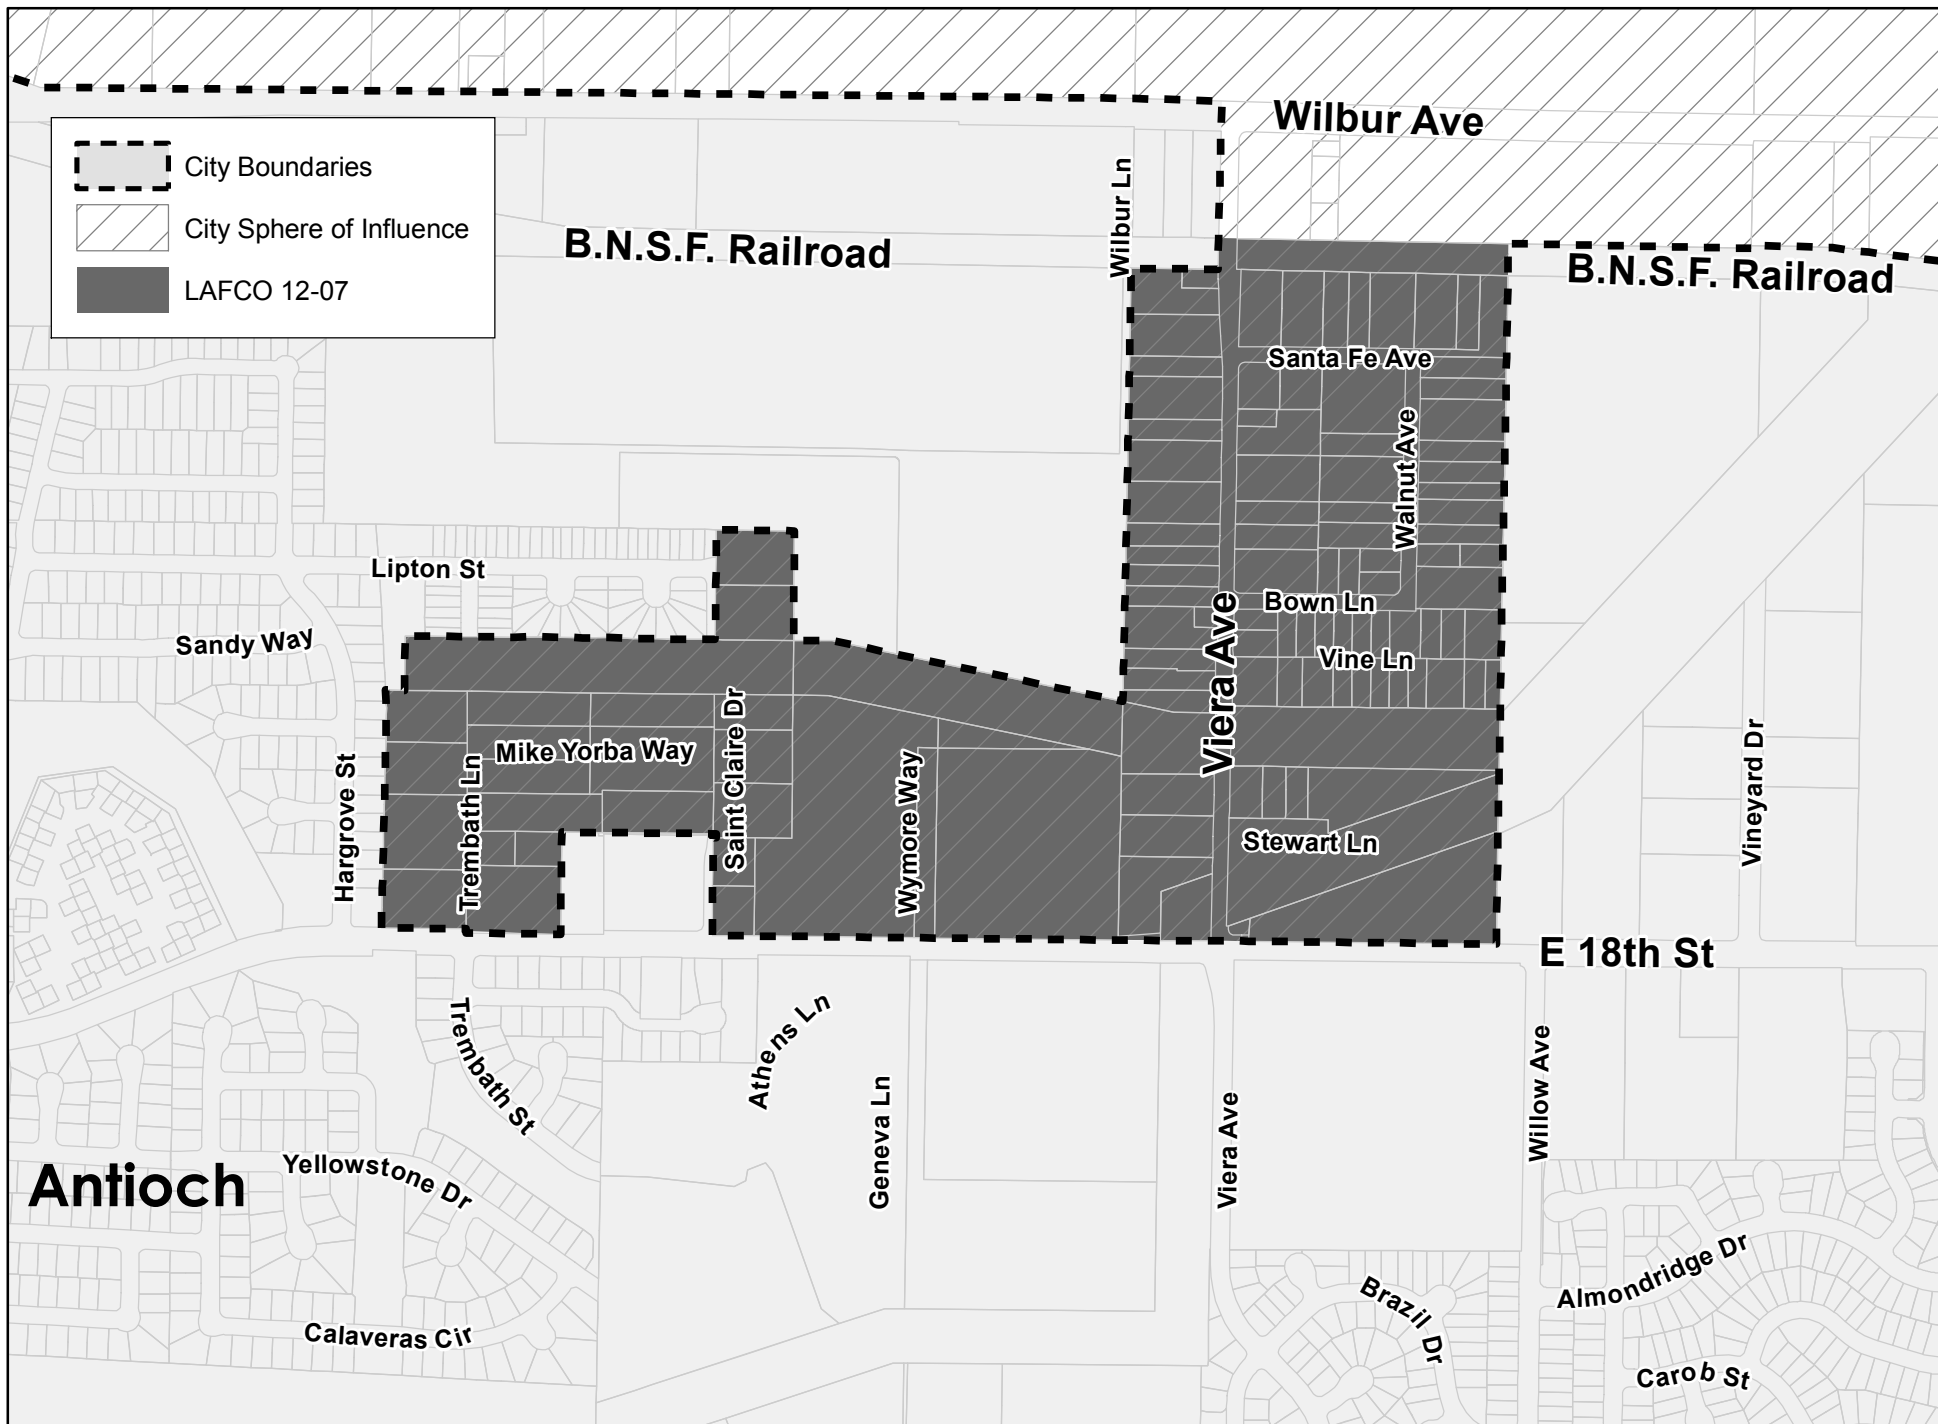 Wilbur Ave
City Boundaries
City Sphere of Influence
LAFCO 12-07
Wilbur Ln
B.N.S.F. Railroad
B.N.S.F. Railroad
Santa Fe Ave
Walnut Ave
Lipton St
Bown Ln
Sandy Way
Vine Ln
Viera Ave
Mike Yorba Way
Saint Claire Dr
Trembath Ln
Hargrove St
Wymore Way
Vineyard Dr
Stewart Ln
E 18th St
Trembath St
Athens Ln
Geneva Ln
Viera Ave
Willow Ave
Antioch
Yellowstone Dr
Almondridge Dr
Brazil Dr
Calaveras Cir
Carob St